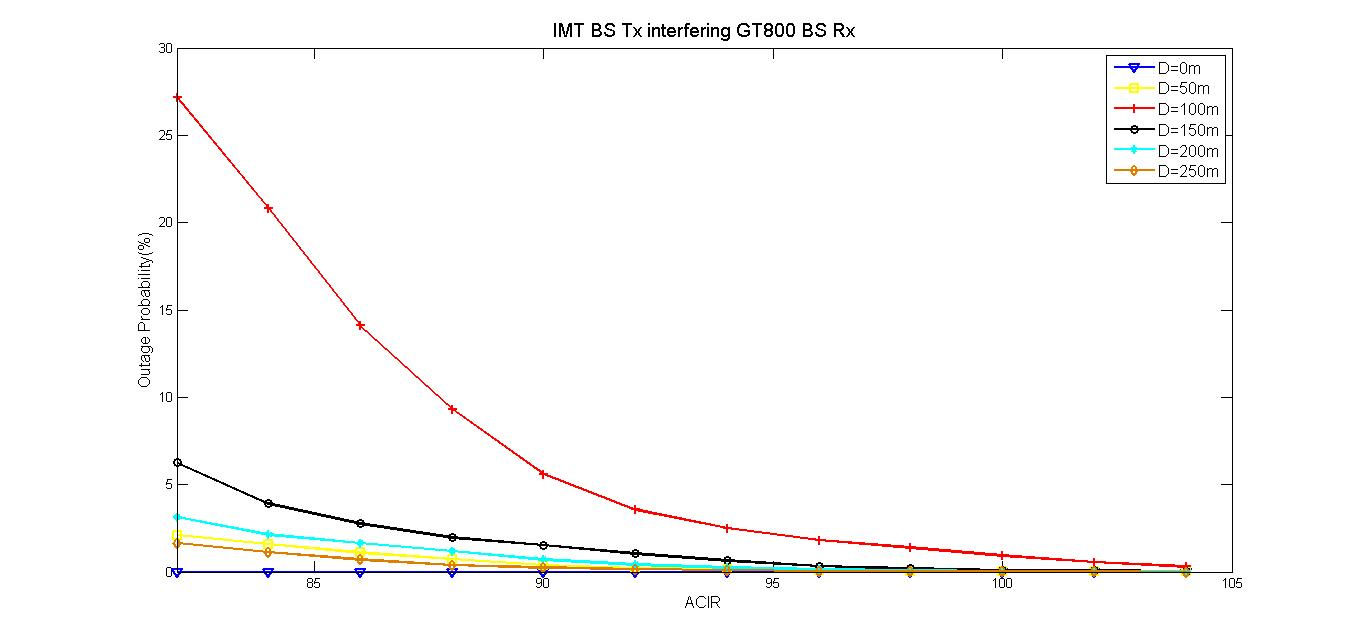 IMT BS Tx interfering GT800 BS Rx
30
25
20
15
10
5
0
Outage Probability(%)
85
90
95
100
105
ACIR
D=0m
D=50m
D=100m
D=150m
D=200m
D=250m